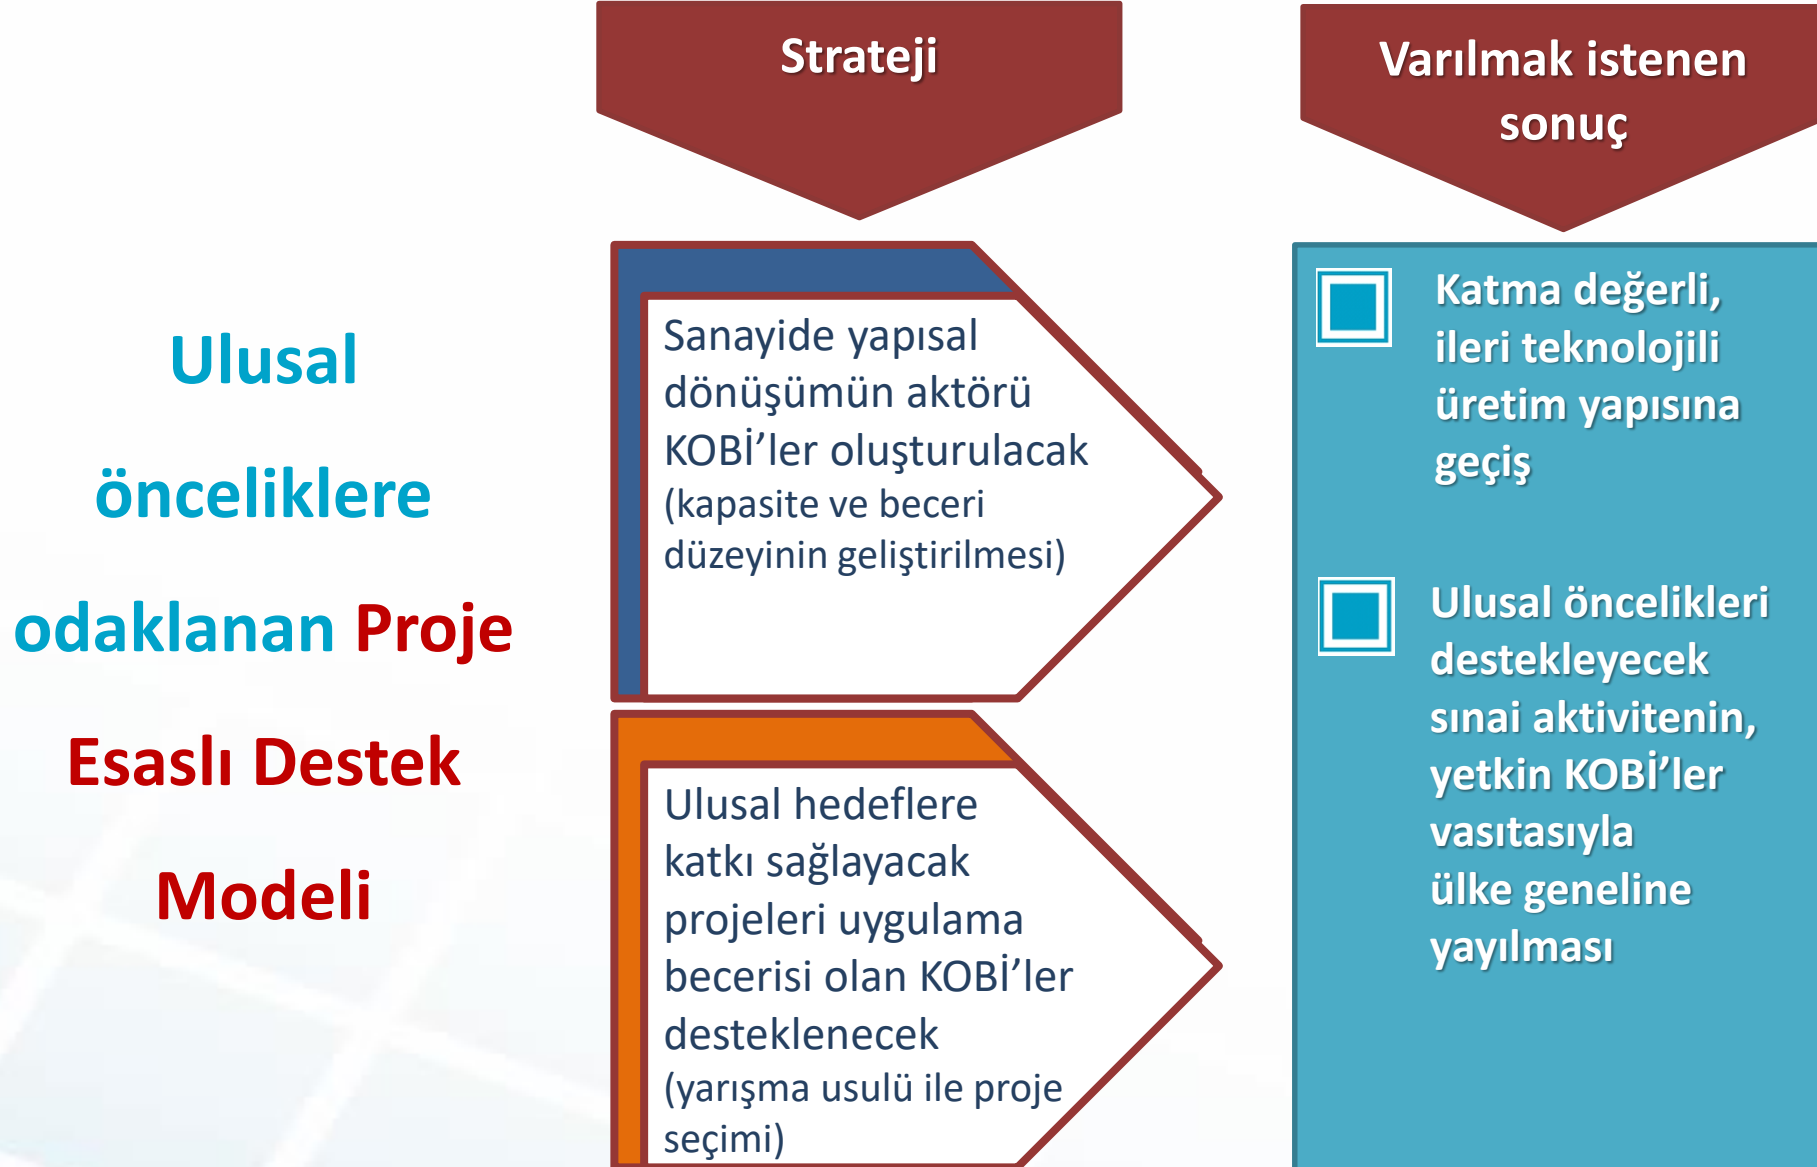 Strateji
Varılmak istenen
sonuç
Ulusal
önceliklere
odaklanan Proje
Esaslı Destek
Modeli
Sanayide yapısal
dönüşümün aktörü
KOBİ’ler oluşturulacak
(kapasite ve beceri
düzeyinin geliştirilmesi)
Ulusal hedeflere
katkı sağlayacak
projeleri uygulama
becerisi olan KOBİ’ler
desteklenecek
(yarışma usulü ile proje
seçimi)
Katma değerli,
ileri teknolojili
üretim yapısına
geçiş
Ulusal öncelikleri
destekleyecek
sınai aktivitenin,
yetkin KOBİ’ler
vasıtasıyla
ülke geneline
yayılması